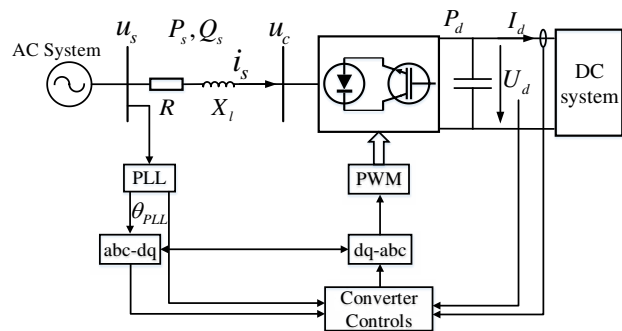 u_s
P_s, Q_s
u_c
P_d
I_d
AC System
i_s
R
X_l
U_d
DC
system
PLL
PWM
θ_PLL
abc-dq
dq-abc
Converter
Controls